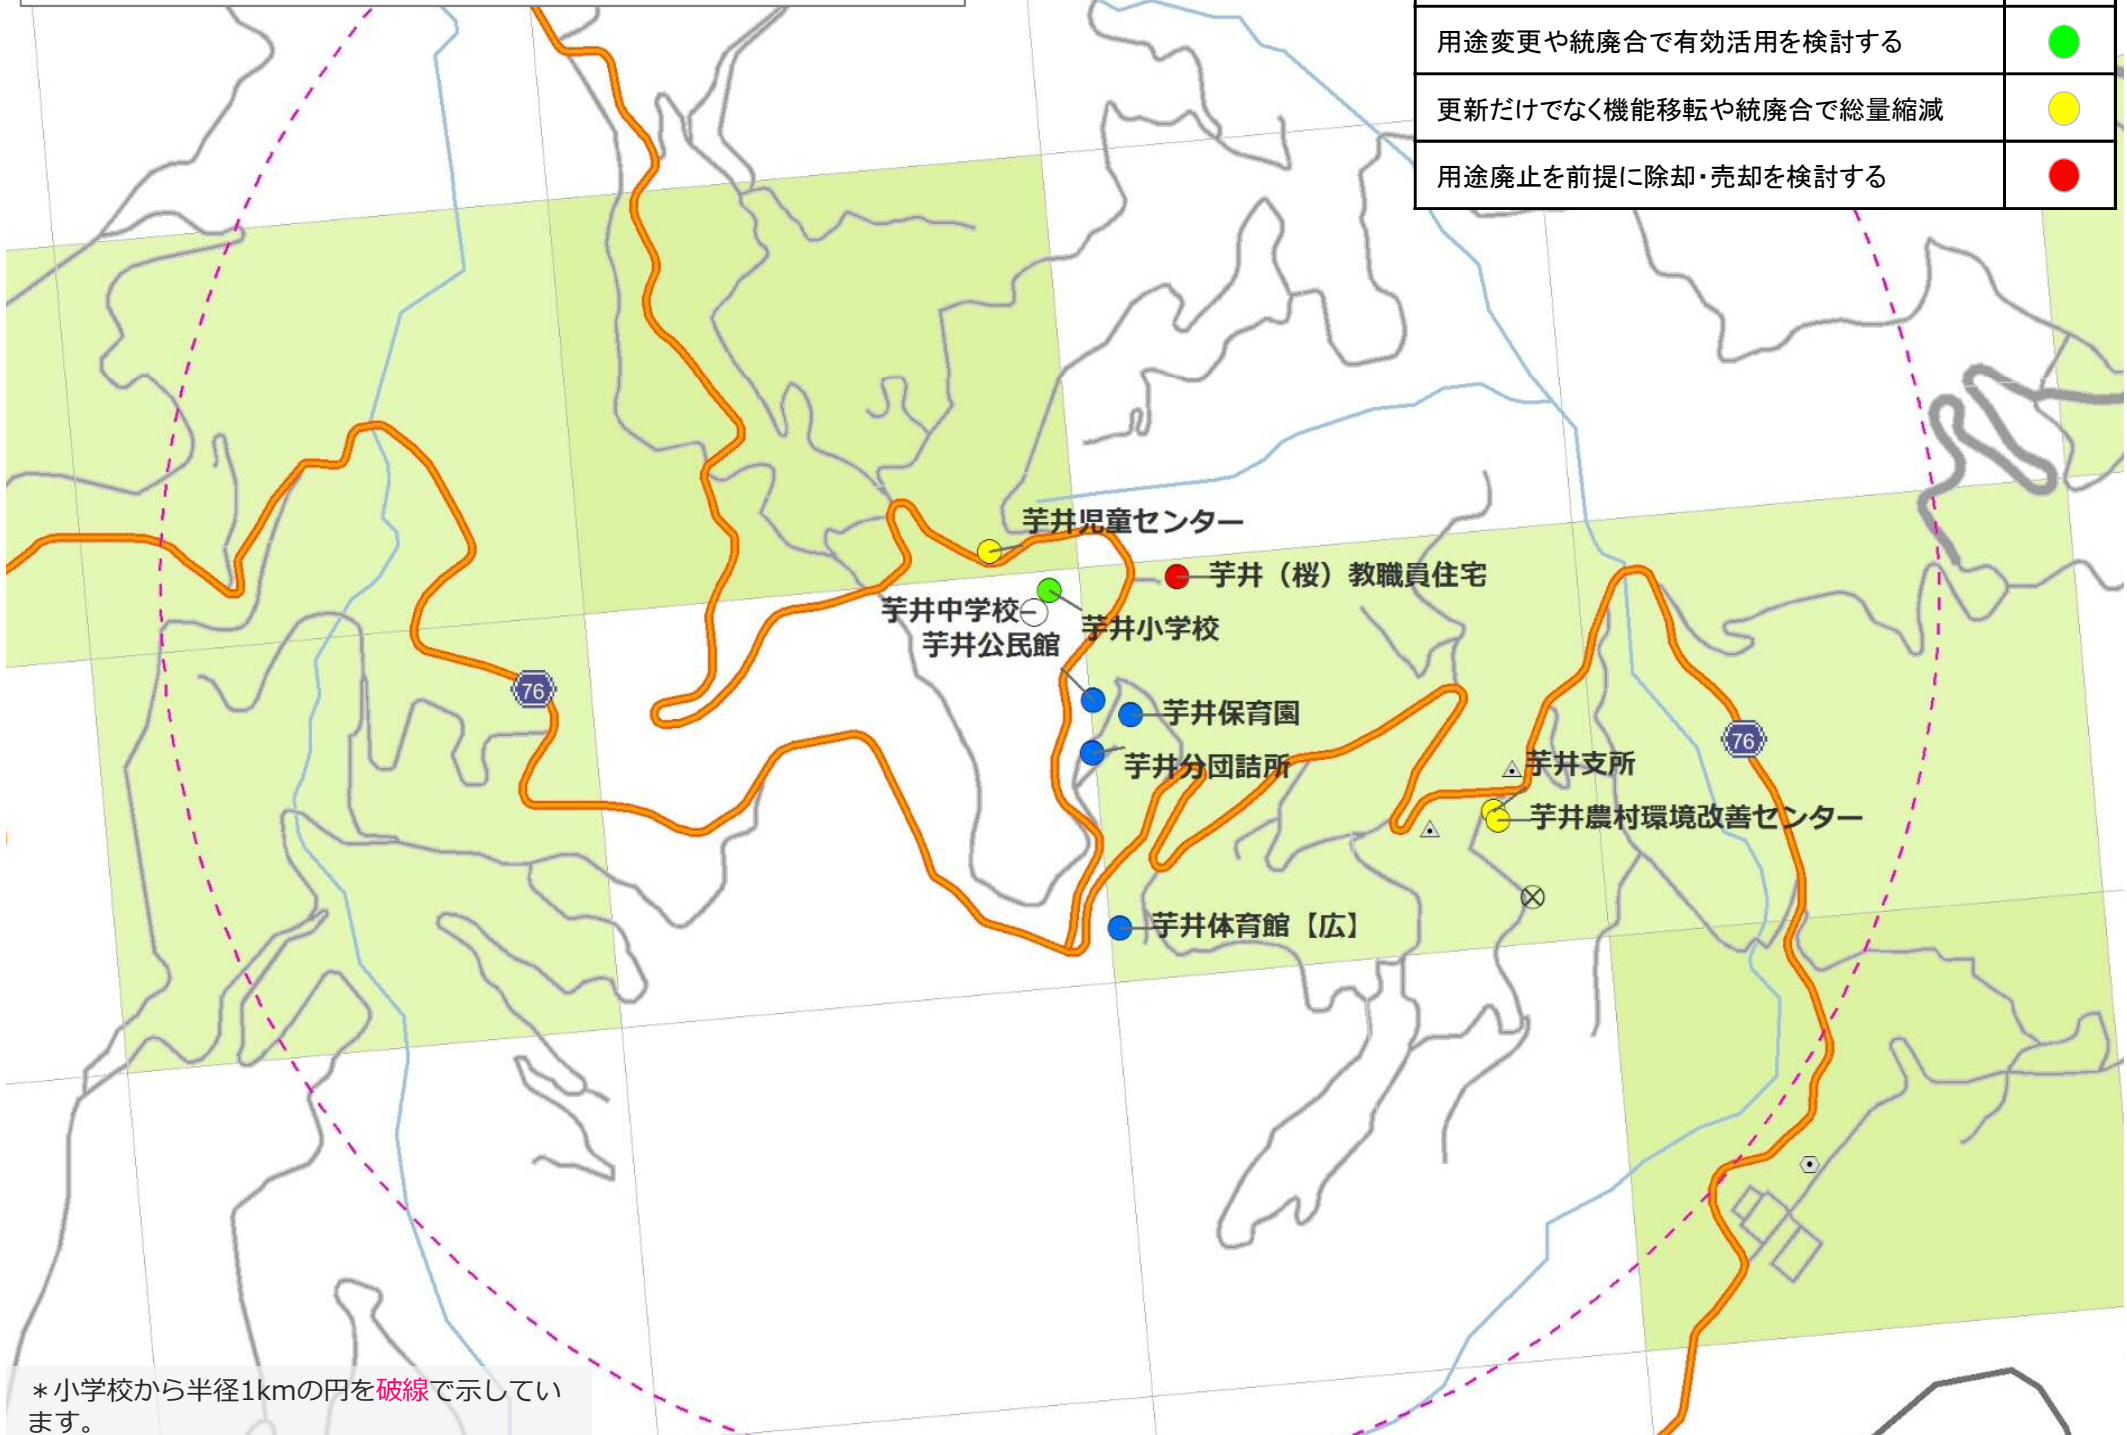 用途変更や統廃合で有効活用を検討する
更新だけでなく機能移転や統廃合で総量縮減
用途廃止を前提に除却・売却を検討する
芋井児童センター
芋井（桜）教職員住宅
芋井中学校
芋井小学校
芋井公民館
76
芋井保育園
76
芋井分団詰所
芋井支所
芋井農村環境改善センター
芋井体育館【広】
＊小学校から半径1kmの円を破線で示してい
ます。